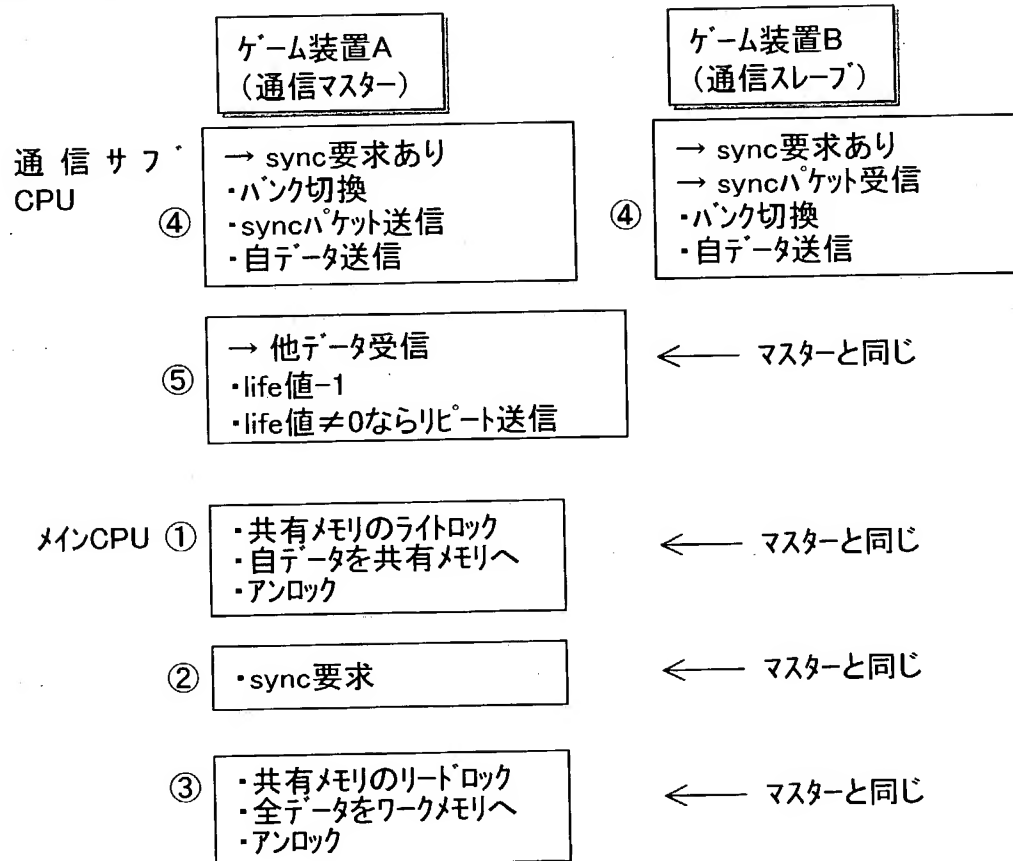 ゲーム装置A
(通信マスター)
ゲーム装置B
(通信スレーブ)
通信サブ
CPU
④
→ sync要求あり
・バンク切換
・syncパケット送信
・自データ送信
④
→ sync要求あり
→ syncパケット受信
・バンク切換
・自データ送信
⑤
→ 他データ受信
・life値−1
・life値≠0ならリピート送信
← マスターと同じ
メインCPU ①
・共有メモリのライトロック
・自データを共有メモリへ
・アンロック
← マスターと同じ
②
・sync要求
← マスターと同じ
③
・共有メモリのリードロック
・全データをワークメモリへ
・アンロック
← マスターと同じ